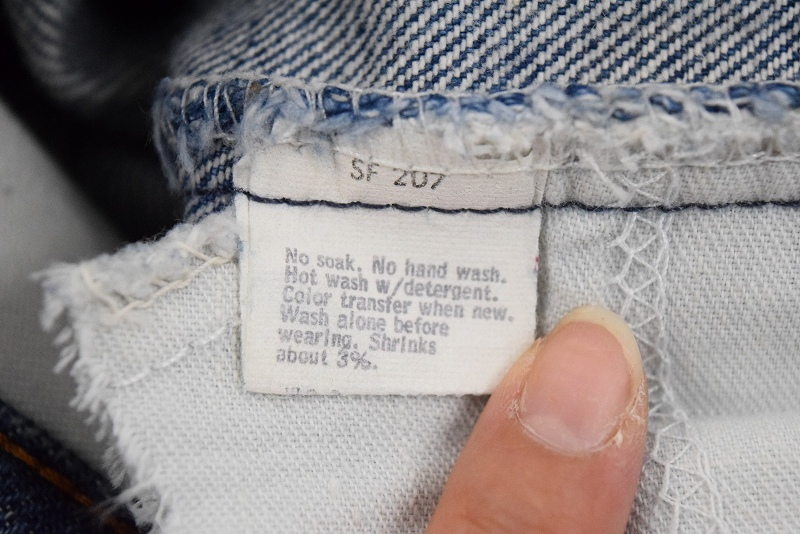 SF 207
No soak. No hand wash.
Hot wash w/detergent.
Color transfer when new.
Wash alone before
wearing. Shrinks
about 3%.